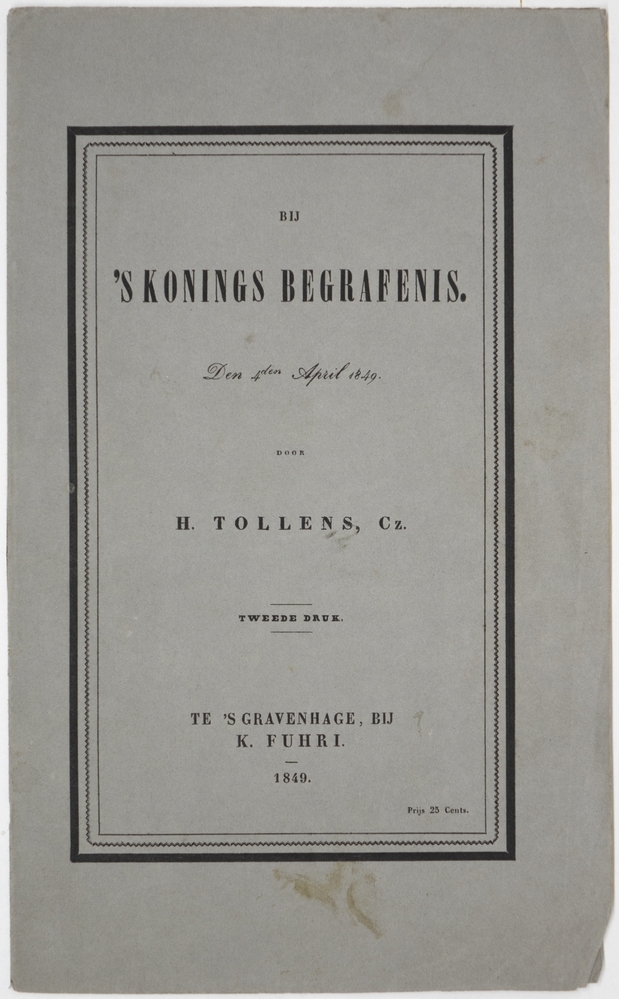 BIJ
'S KONINGS BEGRAFENIS.
Den 4den April 1849.
DOOR
H. TOLLENS, Cz.
TWEEDE DRUK.
TE 'S GRAVENHAGE, BIJ
K. FUHRI.
1849.
Prijs 25 Cents.